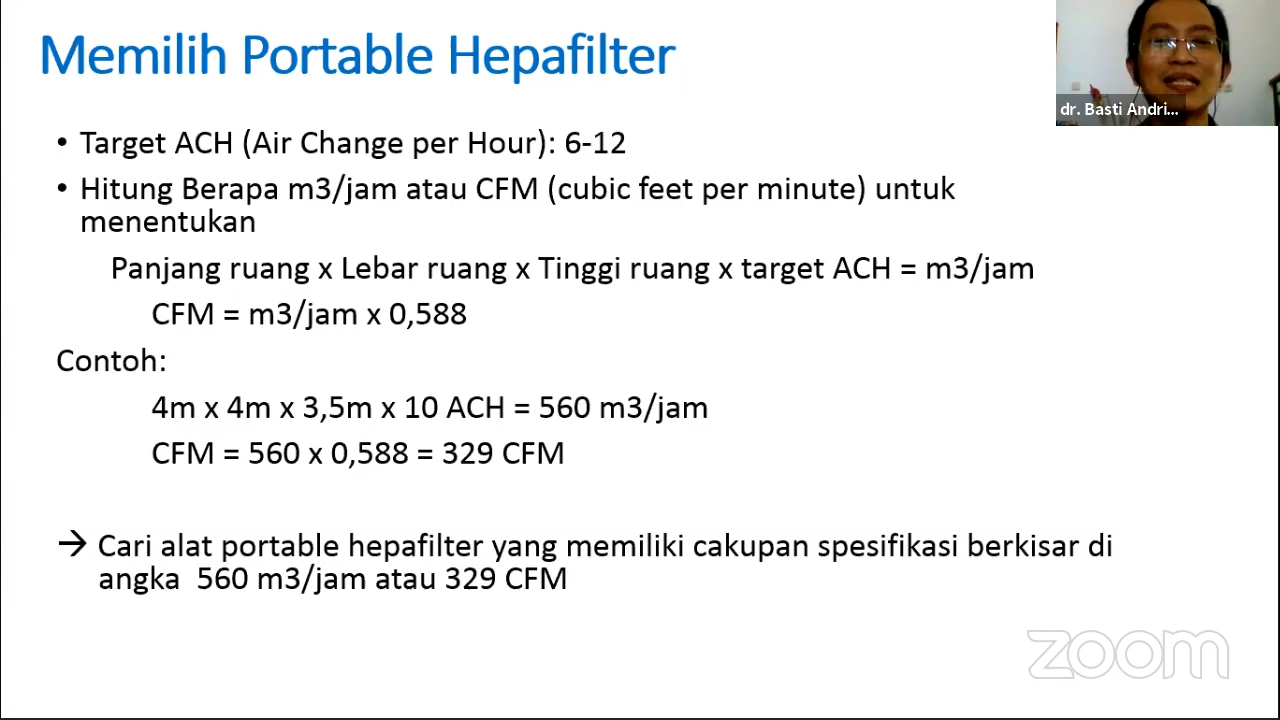 Memilih Portable Hepafilter
dr. Basti Andri...
• Target ACH (Air Change per Hour): 6-12
• Hitung Berapa m3/jam atau CFM (cubic feet per minute) untuk
menentukan
Panjang ruang x Lebar ruang x Tinggi ruang x target ACH = m3/jam
CFM = m3/jam x 0,588
Contoh:
4m x 4m x 3,5m x 10 ACH = 560 m3/jam
CFM = 560 x 0,588 = 329 CFM
→ Cari alat portable hepafilter yang memiliki cakupan spesifikasi berkisar di
angka 560 m3/jam atau 329 CFM
zoom